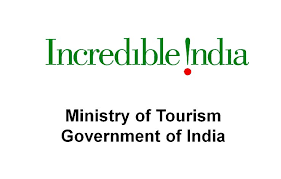 Incredible !ndia
Ministry of Tourism
Government of India